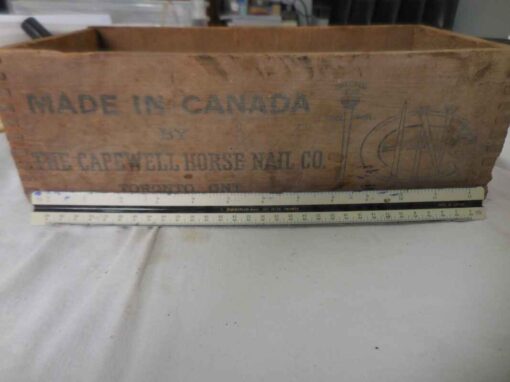 MADE IN CANADA
BY
THE CAPEWELL HORSE NAIL CO.
TORONTO ONT.